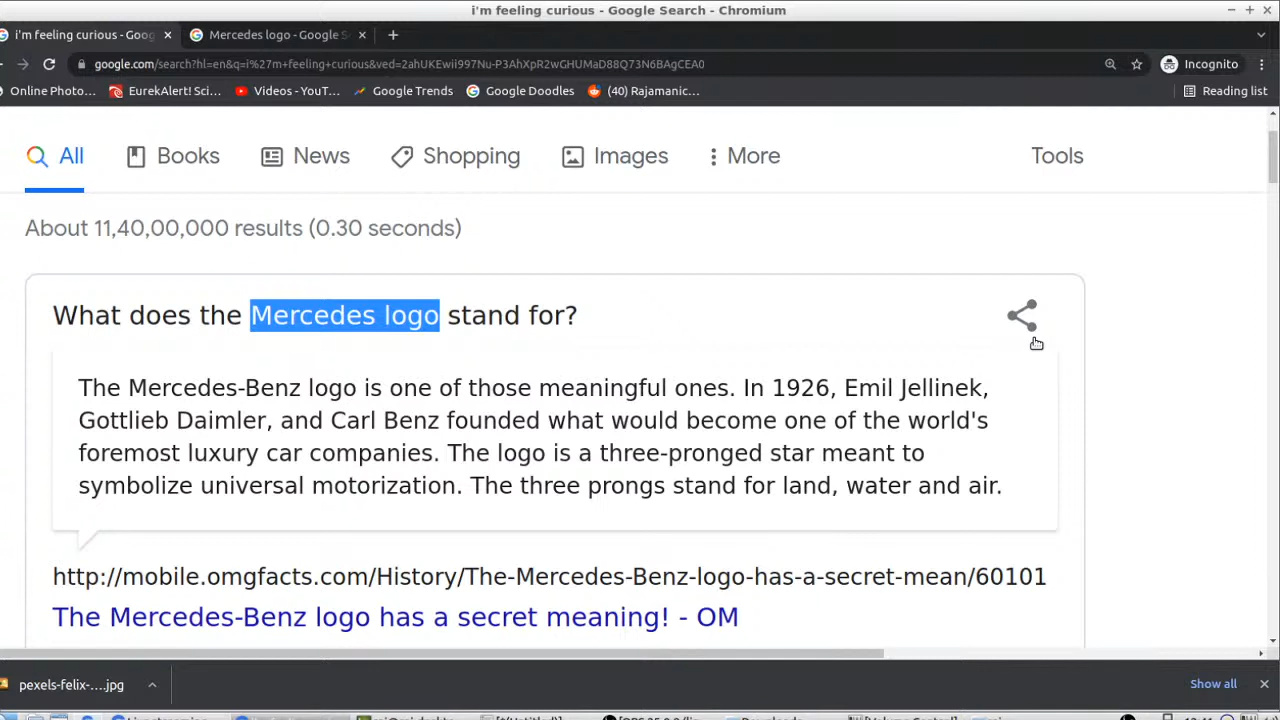 i'm feeling curious - Google Search - Chromium
i'm feeling curious - Goog
Mercedes logo - Google S
google.com/search?hl=en&q=i%27m+feeling+curious&ved=2ahUKEwii997Nu-P3AhXpR2wGHUMaD88Q73N6BAgCEA0
Incognito
Online Photo...
EurekAlert! Sci...
Videos - YouT...
Google Trends
Google Doodles
(40) Rajamanic...
Reading list
All
Books
News
Shopping
Images
More
Tools
About 11,40,00,000 results (0.30 seconds)
What does the Mercedes logo stand for?
The Mercedes-Benz logo is one of those meaningful ones. In 1926, Emil Jellinek,
Gottlieb Daimler, and Carl Benz founded what would become one of the world's
foremost luxury car companies. The logo is a three-pronged star meant to
symbolize universal motorization. The three prongs stand for land, water and air.
http://mobile.omgfacts.com/History/The-Mercedes-Benz-logo-has-a-secret-mean/60101
The Mercedes-Benz logo has a secret meaning! - OM
pexels-felix-....jpg
Show all